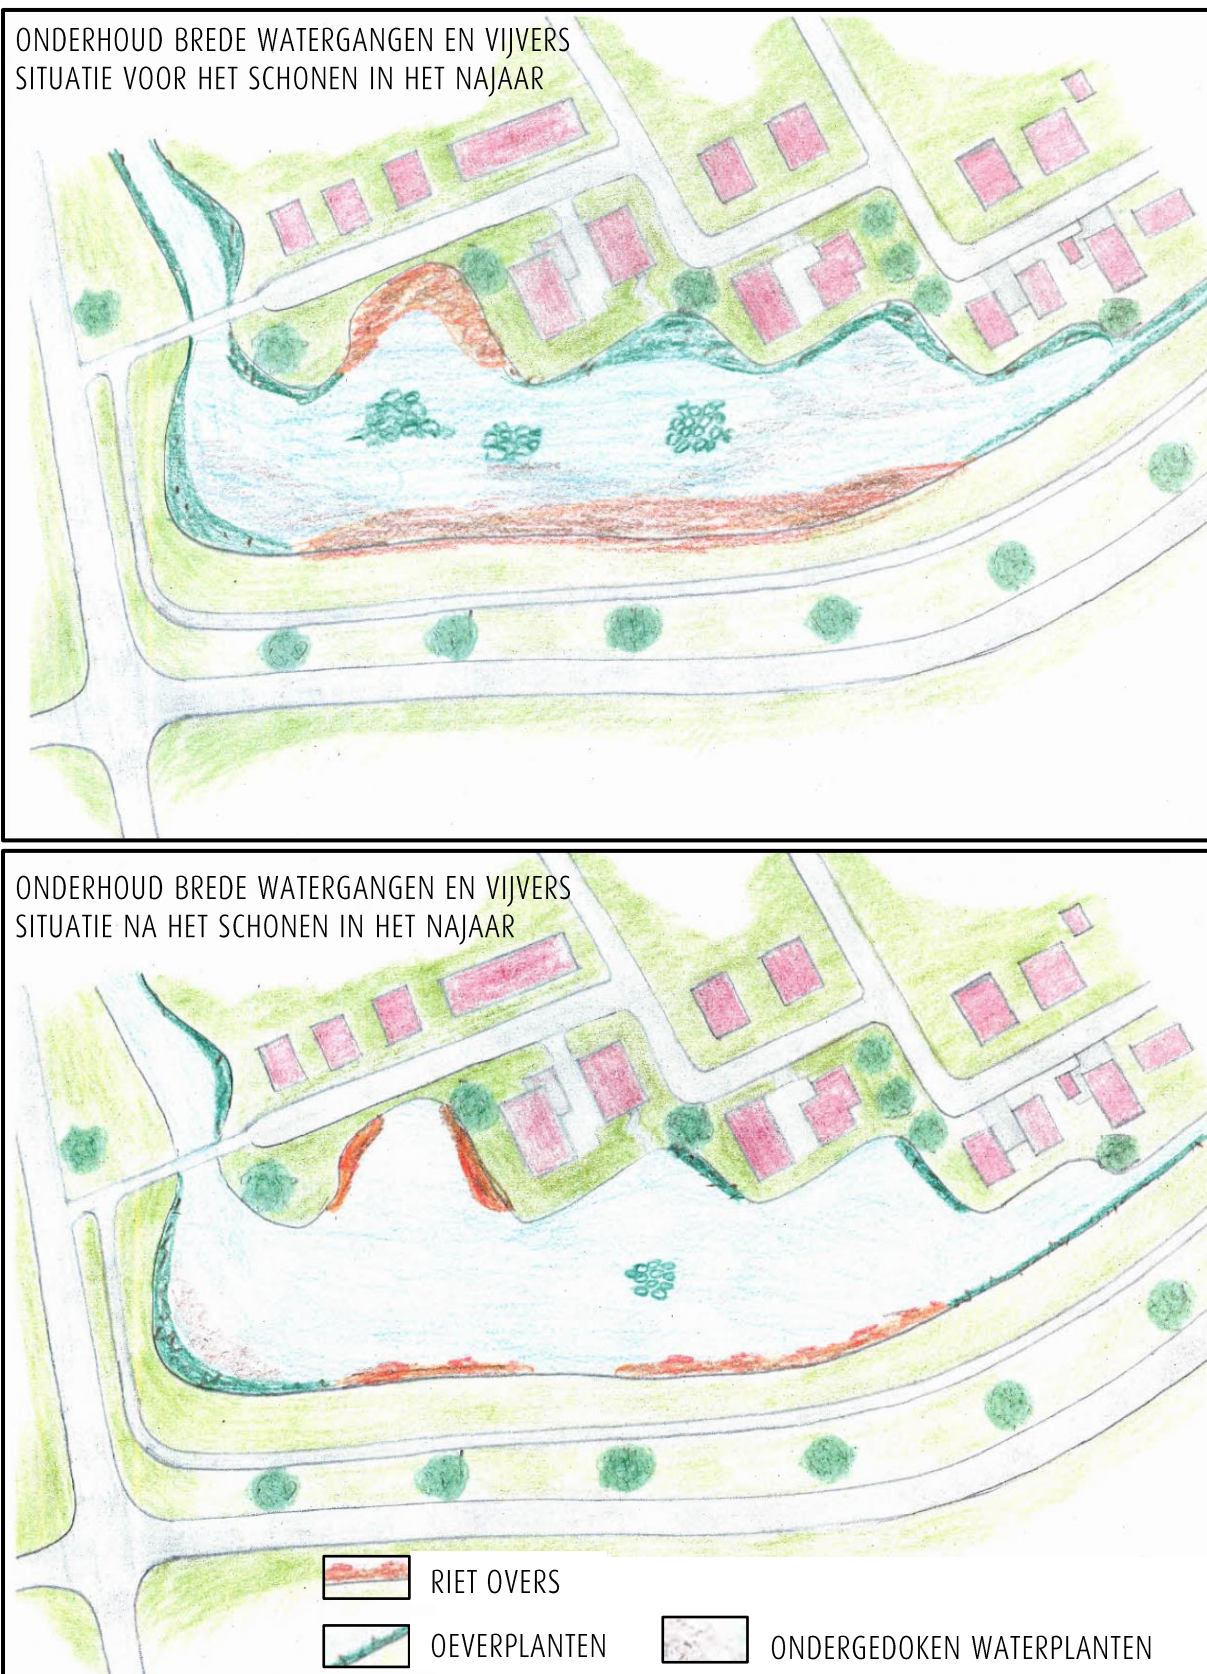 ONDERHOUD BREDE WATERGANGEN EN VIJVERS
SITUATIE VOOR HET SCHONEN IN HET NAJAAR
ONDERHOUD BREDE WATERGANGEN EN VIJVERS
SITUATIE NA HET SCHONEN IN HET NAJAAR
RIET OVERS
OEVERPLANTEN
ONDERGEDOKEN WATERPLANTEN